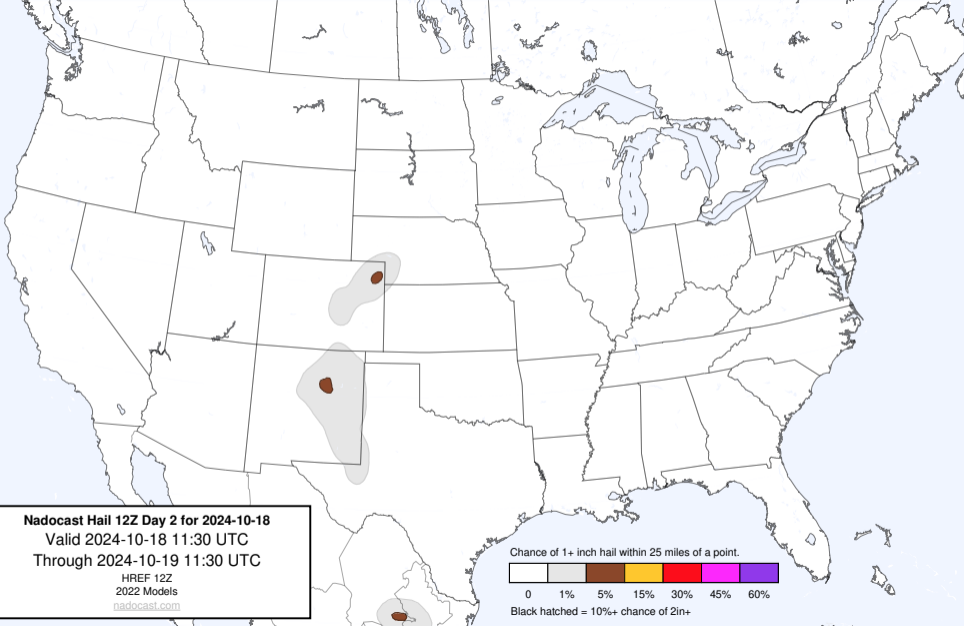 Nadocast Hail 12Z Day 2 for 2024-10-18
Valid 2024-10-18 11:30 UTC
Through 2024-10-19 11:30 UTC
HREF 12Z
2022 Models
nadocast.com
Chance of 1+ inch hail within 25 miles of a point.
0 1% 5% 15% 30% 45% 60%
Black hatched = 10%+ chance of 2in+